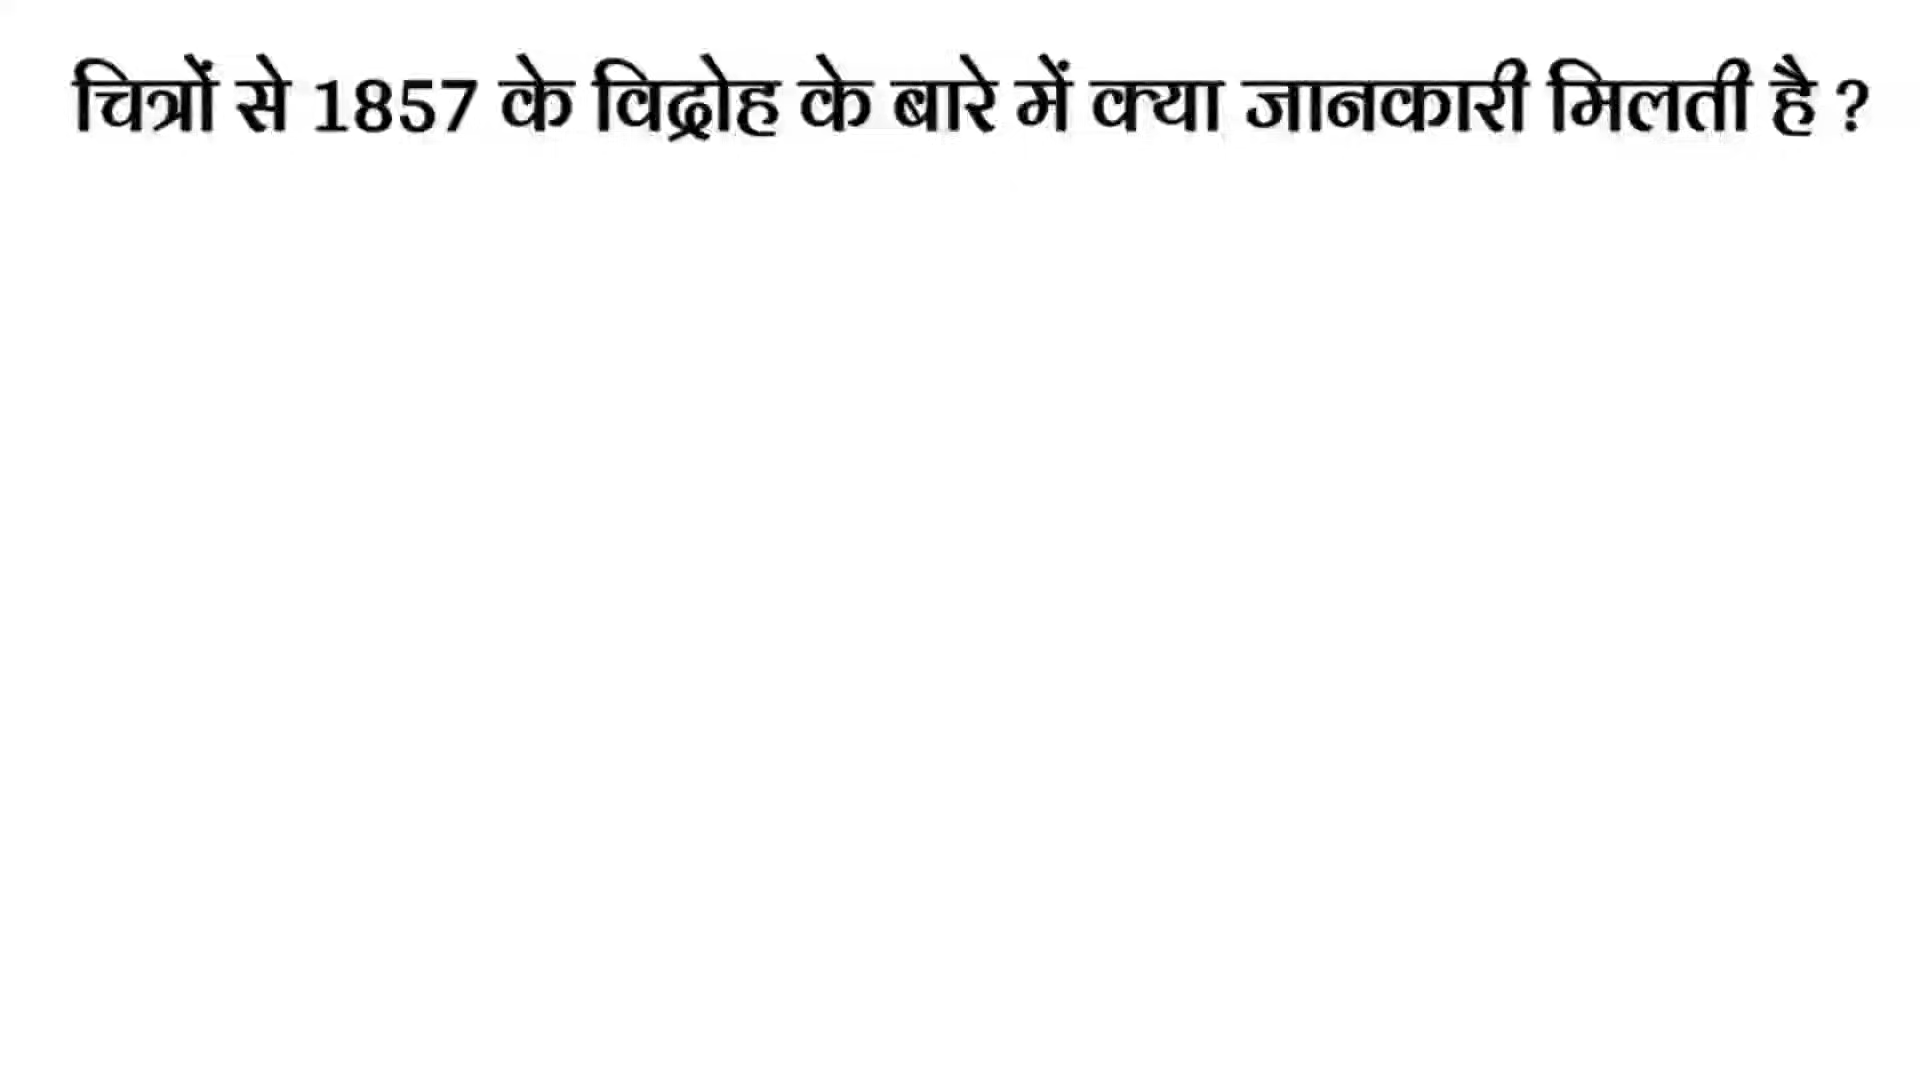 चित्रों से 1857 के विद्रोह के बारे में क्या जानकारी मिलती है ?